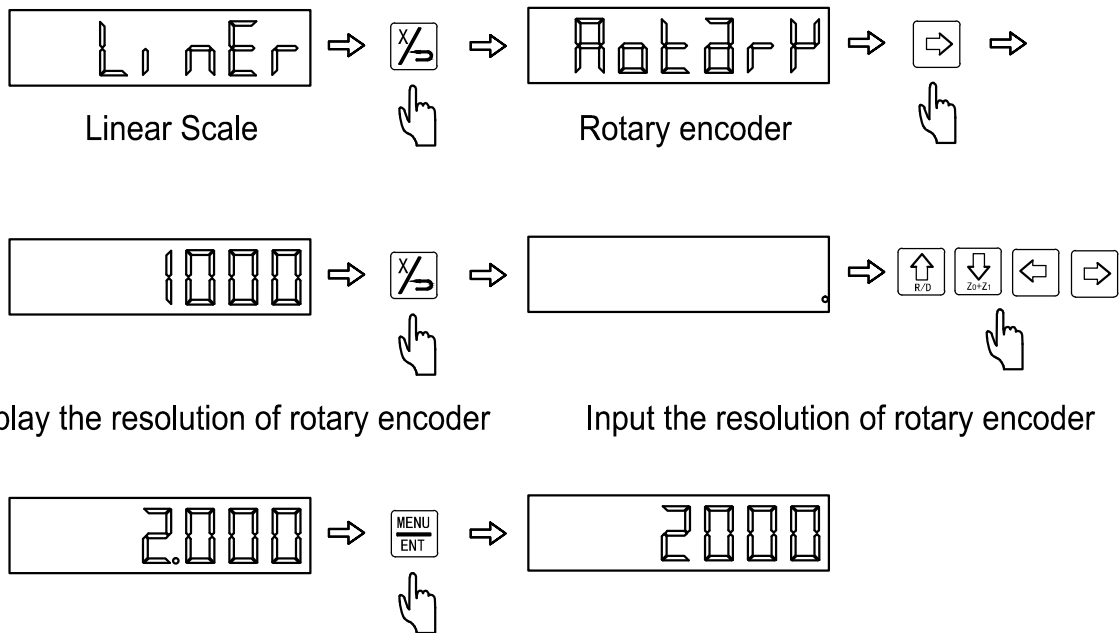 LinEr
X
RotarY
Linear Scale
Rotary encoder
1000
X
R/D
Z0+Z1
play the resolution of rotary encoder
Input the resolution of rotary encoder
2.000
MENU
ENT
2000